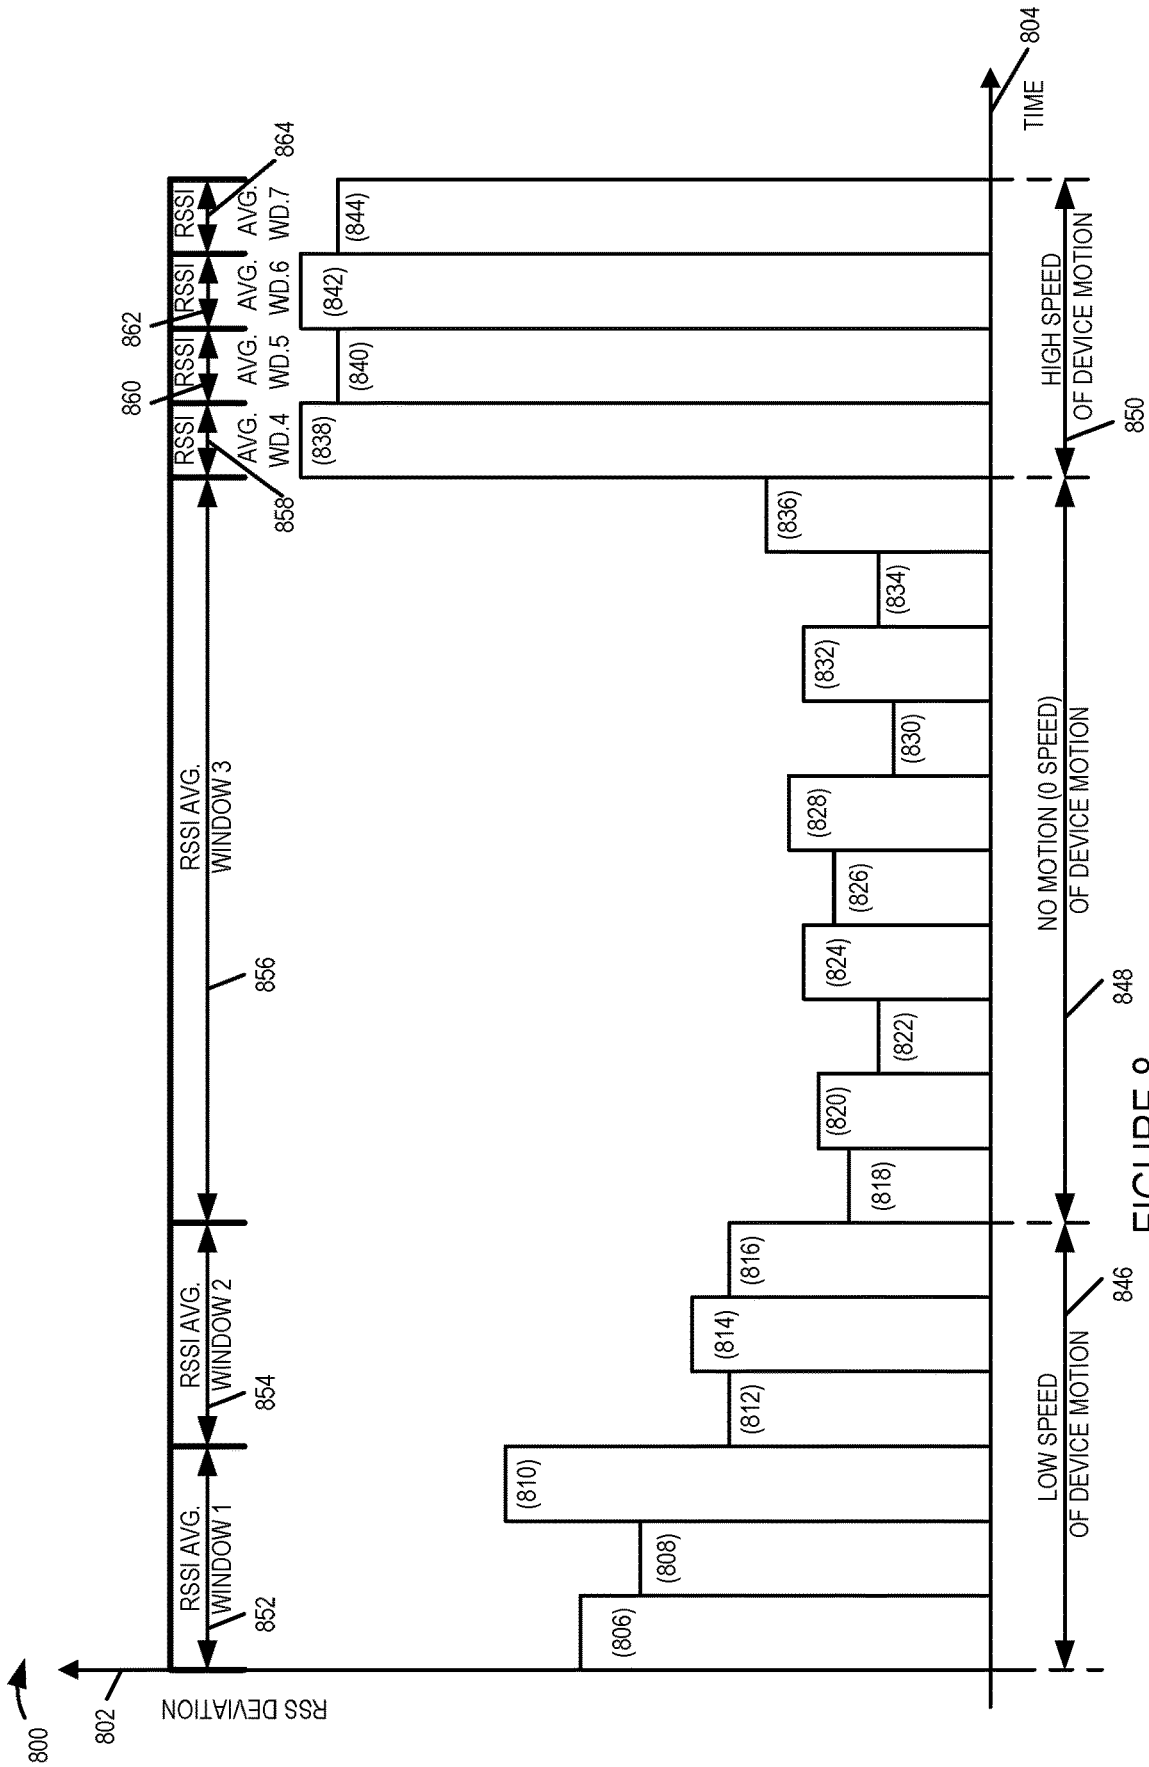 800
802
RSS DEVIATION
RSSI AVG.
WINDOW 1
852
RSSI AVG.
WINDOW 2
854
RSSI AVG.
WINDOW 3
856
RSSI
AVG.
WD.4
858
RSSI
AVG.
WD.5
860
RSSI
AVG.
WD.6
862
RSSI
AVG.
WD.7
864
(806)
(808)
(810)
(812)
(814)
(816)
(818)
(820)
(822)
(824)
(826)
(828)
(830)
(832)
(834)
(836)
(838)
(840)
(842)
(844)
TIME
804
LOW SPEED
OF DEVICE MOTION
846
NO MOTION (0 SPEED)
OF DEVICE MOTION
848
HIGH SPEED
OF DEVICE MOTION
850
FIGURE 8